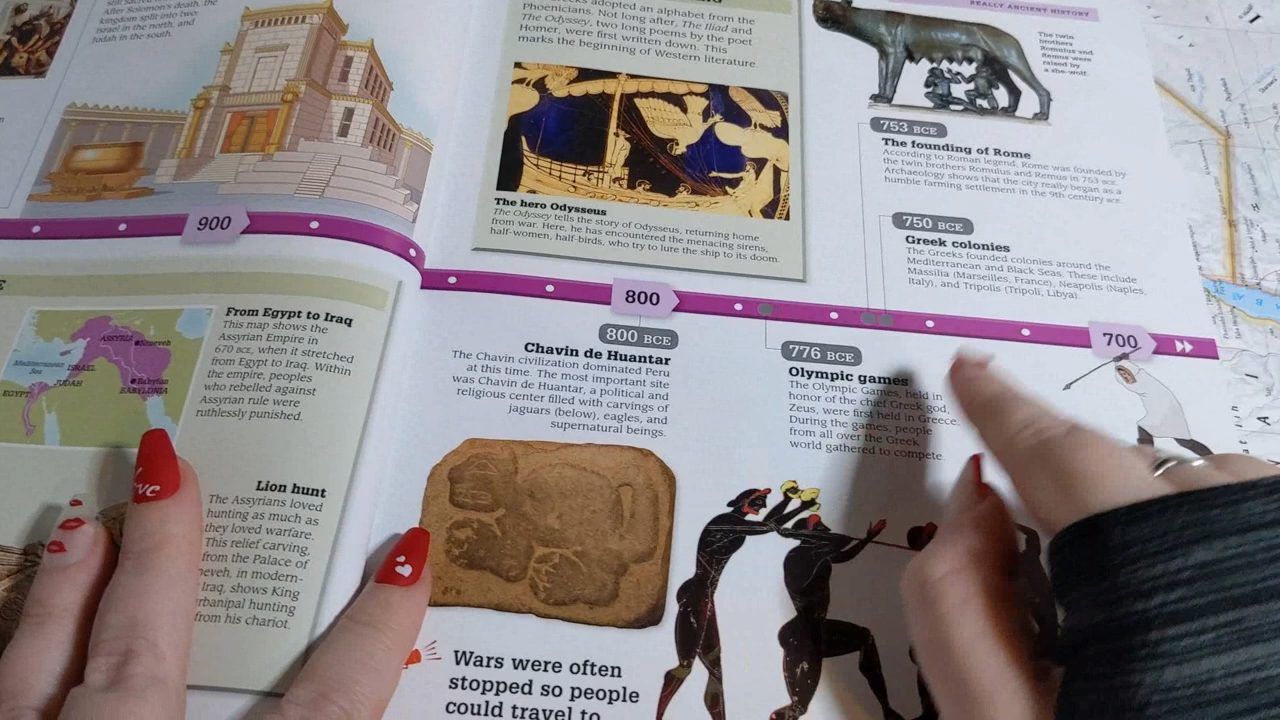 After Solomon's death, the
kingdom split into two:
Israel in the north, and
Judah in the south.
900
adopted an alphabet from the
Phoenicians. Not long after, The Iliad and
The Odyssey, two long poems by the poet
Homer, were first written down. This
marks the beginning of Western literature.
The hero Odysseus
The Odyssey tells the story of Odysseus, returning home
from war. Here, he has encountered the menacing sirens,
half-women, half-birds, who try to lure the ship to its doom.
REALLY ANCIENT HISTORY
The twin
brothers
Romulus and
Remus were
raised by
a she-wolf.
753 BCE
The founding of Rome
According to Roman legend, Rome was founded by
the twin brothers Romulus and Remus in 753 BCE.
Archaeology shows that the city really began as a
humble farming settlement in the 9th century BCE.
750 BCE
Greek colonies
The Greeks founded colonies around the
Mediterranean and Black Seas. These include
Massilia (Marseilles, France), Neapolis (Naples,
Italy), and Tripolis (Tripoli, Libya).
800
700
From Egypt to Iraq
This map shows the
Assyrian Empire in
670 BCE, when it stretched
from Egypt to Iraq. Within
the empire, peoples
who rebelled against
Assyrian rule were
ruthlessly punished.
ASSYRIA
Nineveh
Mediterranean
Sea
ISRAEL
JUDAH
Babylon
EGYPT
BABYLONIA
Lion hunt
The Assyrians loved
hunting as much as
they loved warfare.
This relief carving,
from the Palace of
neveh, in modern-
Iraq, shows King
rbanipal hunting
from his chariot.
800 BCE
Chavin de Huantar
The Chavin civilization dominated Peru
at this time. The most important site
was Chavin de Huantar, a political and
religious center filled with carvings of
jaguars (below), eagles, and
supernatural beings.
776 BCE
Olympic games
The Olympic Games, held in
honor of the chief Greek god,
Zeus, were first held in Greece.
During the games, people
from all over the Greek
world gathered to compete.
Wars were often
stopped so people
could travel to